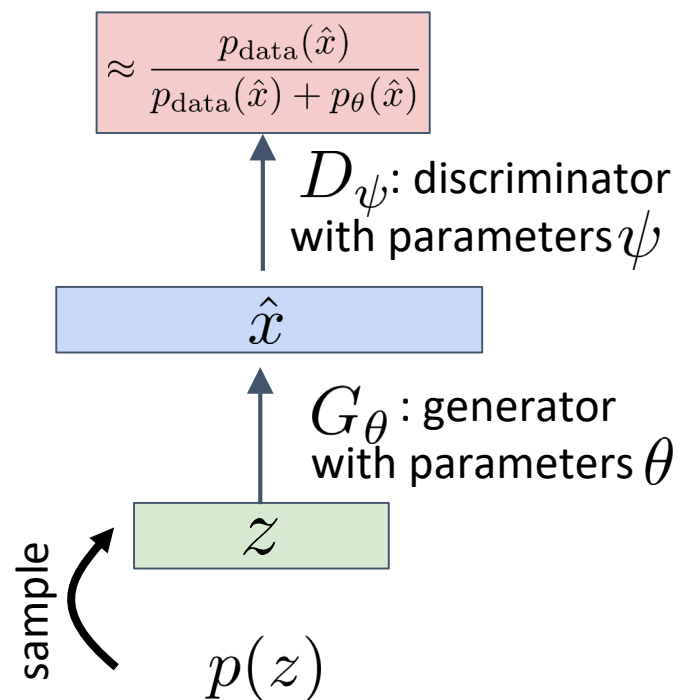 ≈ p_data(x̂) / (p_data(x̂) + p_θ(x̂))
D_ψ: discriminator
with parameters ψ
x̂
G_θ : generator
with parameters θ
z
sample
p(z)